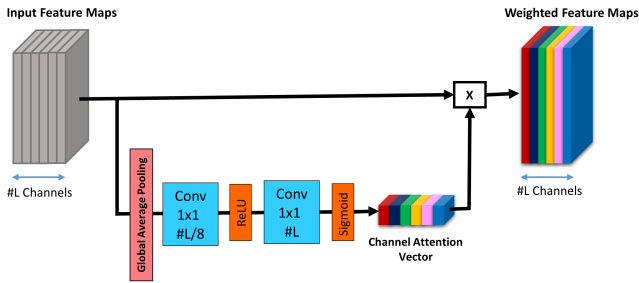 Input Feature Maps
Weighted Feature Maps
X
#L Channels
#L Channels
Global Average Pooling
Conv
1x1
#L/8
ReLU
Conv
1x1
#L
Sigmoid
Channel Attention
Vector